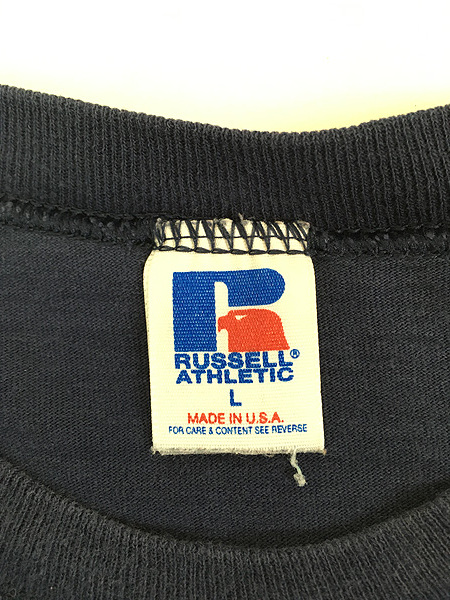 RUSSELL®
ATHLETIC
L
MADE IN U.S.A.
FOR CARE & CONTENT SEE REVERSE